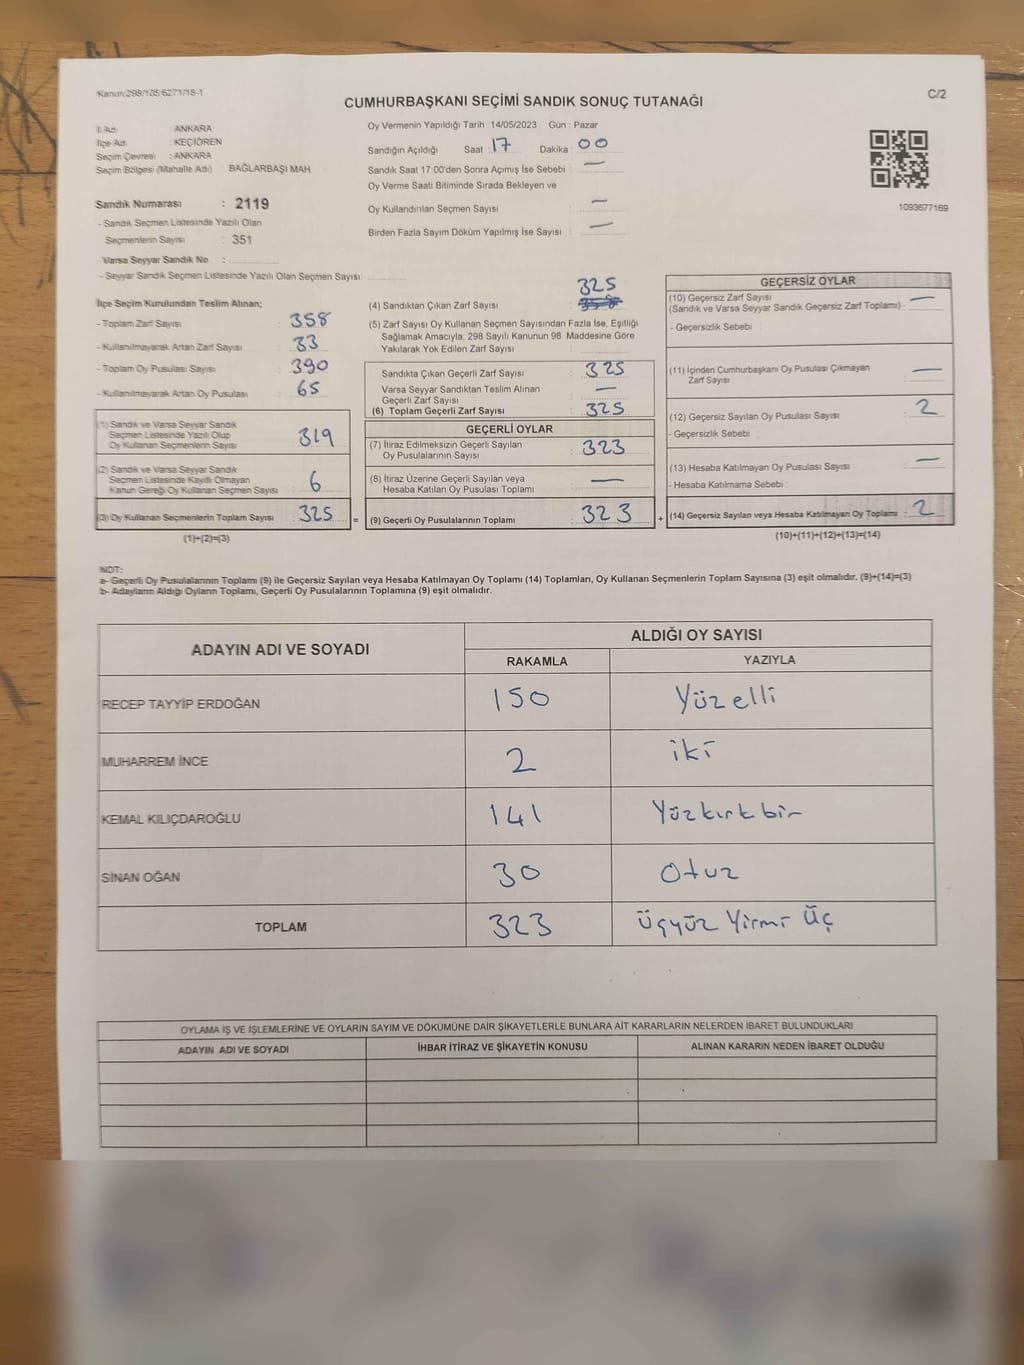 Kanun:298/105;6271/18-1
C/2
CUMHURBAŞKANI SEÇİMİ SANDIK SONUÇ TUTANAĞI
İl Adı : ANKARA
İlçe Adı : KEÇİÖREN
Seçim Çevresi : ANKARA
Seçim Bölgesi (Mahalle Adı) BAĞLARBAŞI MAH
Sandık Numarası : 2119
- Sandık Seçmen Listesinde Yazılı Olan
Seçmenlerin Sayısı : 351
Varsa Seyyar Sandık No :
- Seyyar Sandık Seçmen Listesinde Yazılı Olan Seçmen Sayısı:
Oy Vermenin Yapıldığı Tarih : 14/05/2023 Gün : Pazar
Sandığın Açıldığı Saat : 17 Dakika : 00
Sandık Saat 17:00'den Sonra Açımış İse Sebebi : —
Oy Verme Saati Bitiminde Sırada Bekleyen ve
Oy Kullandırılan Seçmen Sayısı : —
Birden Fazla Sayım Döküm Yapılmış İse Sayısı : —
1093677169
İlçe Seçim Kurulundan Teslim Alınan;
- Toplam Zarf Sayısı : 358
- Kullanılmayarak Artan Zarf Sayısı : 33
- Toplam Oy Pusulası Sayısı : 390
- Kullanılmayarak Artan Oy Pusulası : 65
(1) Sandık ve Varsa Seyyar Sandık
Seçmen Listesinde Yazılı Olup
Oy Kullanan Seçmenlerin Sayısı : 319
(2) Sandık ve Varsa Seyyar Sandık
Seçmen Listesinde Kayıtlı Olmayan
Kanun Gereği Oy Kullanan Seçmen Sayısı : 6
(3) Oy Kullanan Seçmenlerin Toplam Sayısı : 325 =
(1)+(2)=(3)
325
(4) Sandıktan Çıkan Zarf Sayısı : 358
(5) Zarf Sayısı Oy Kullanan Seçmen Sayısından Fazla İse, Eşitliği
Sağlamak Amacıyla, 298 Sayılı Kanunun 98. Maddesine Göre
Yakılarak Yok Edilen Zarf Sayısı :
Sandıkta Çıkan Geçerli Zarf Sayısı : 325
Varsa Seyyar Sandıktan Teslim Alınan
Geçerli Zarf Sayısı : —
(6) Toplam Geçerli Zarf Sayısı : 325
GEÇERLİ OYLAR
(7) İtiraz Edilmeksizin Geçerli Sayılan
Oy Pusulalarının Sayısı : 323
(8) İtiraz Üzerine Geçerli Sayılan veya
Hesaba Katılan Oy Pusulası Toplamı : —
(9) Geçerli Oy Pusulalarının Toplamı : 323 +
GEÇERSİZ OYLAR
(10) Geçersiz Zarf Sayısı
(Sandık ve Varsa Seyyar Sandık Geçersiz Zarf Toplamı) : —
- Geçersizlik Sebebi :
(11) İçinden Cumhurbaşkanı Oy Pusulası Çıkmayan
Zarf Sayısı : —
(12) Geçersiz Sayılan Oy Pusulası Sayısı : 2
- Geçersizlik Sebebi :
(13) Hesaba Katılmayan Oy Pusulası Sayısı : —
- Hesaba Katılmama Sebebi :
(14) Geçersiz Sayılan veya Hesaba Katılmayan Oy Toplamı : 2
(10)+(11)+(12)+(13)=(14)
NOT:
a- Geçerli Oy Pusulalarının Toplamı (9) ile Geçersiz Sayılan veya Hesaba Katılmayan Oy Toplamı (14) Toplamları, Oy Kullanan Seçmenlerin Toplam Sayısına (3) eşit olmalıdır. (9)+(14)=(3)
b- Adayların Aldığı Oyların Toplamı, Geçerli Oy Pusulalarının Toplamına (9) eşit olmalıdır.
ADAYIN ADI VE SOYADI ALDIĞI OY SAYISI
RAKAMLA YAZIYLA
RECEP TAYYİP ERDOĞAN 150 Yüzelli
MUHARREM İNCE 2 iki
KEMAL KILIÇDAROĞLU 141 Yüzkırkbir
SİNAN OĞAN 30 Otuz
TOPLAM 323 Üçyüz Yirmi Üç
OYLAMA İŞ VE İŞLEMLERİNE VE OYLARIN SAYIM VE DÖKÜMÜNE DAİR ŞİKAYETLERLE BUNLARA AİT KARARLARIN NELERDEN İBARET BULUNDUKLARI
ADAYIN ADI VE SOYADI İHBAR İTİRAZ VE ŞİKAYETİN KONUSU ALINAN KARARIN NEDEN İBARET OLDUĞU